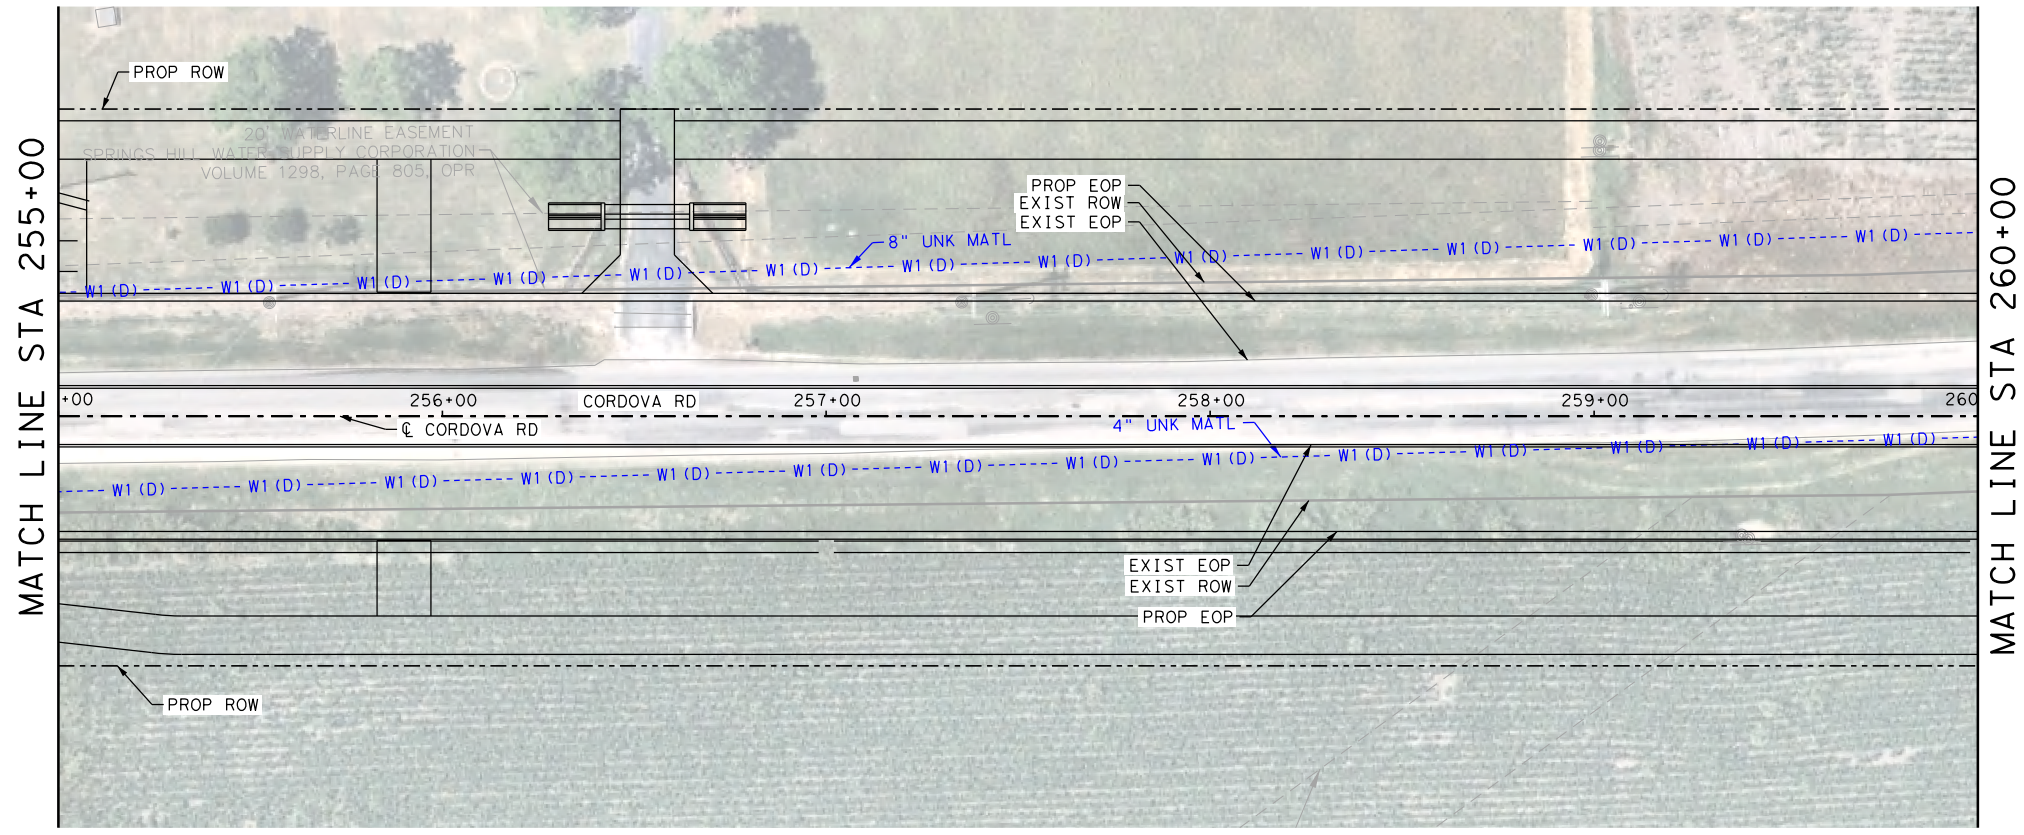 PROP ROW
20' WATERLINE EASEMENT
SPRINGS HILL WATER SUPPLY CORPORATION
VOLUME 1298, PAGE 805, OPR
PROP EOP
EXIST ROW
EXIST EOP
8" UNK MATL
W1(D) W1(D) W1(D) W1(D) W1(D) W1(D) W1(D) W1(D) W1(D) W1(D) W1(D) W1(D) W1(D) W1(D)
MATCH LINE STA 255+00
MATCH LINE STA 260+00
+00 256+00 CORDOVA RD 257+00 258+00 259+00 260
℄ CORDOVA RD
4" UNK MATL
W1(D) W1(D) W1(D) W1(D) W1(D) W1(D) W1(D) W1(D) W1(D) W1(D) W1(D) W1(D) W1(D) W1(D)
EXIST EOP
EXIST ROW
PROP EOP
PROP ROW